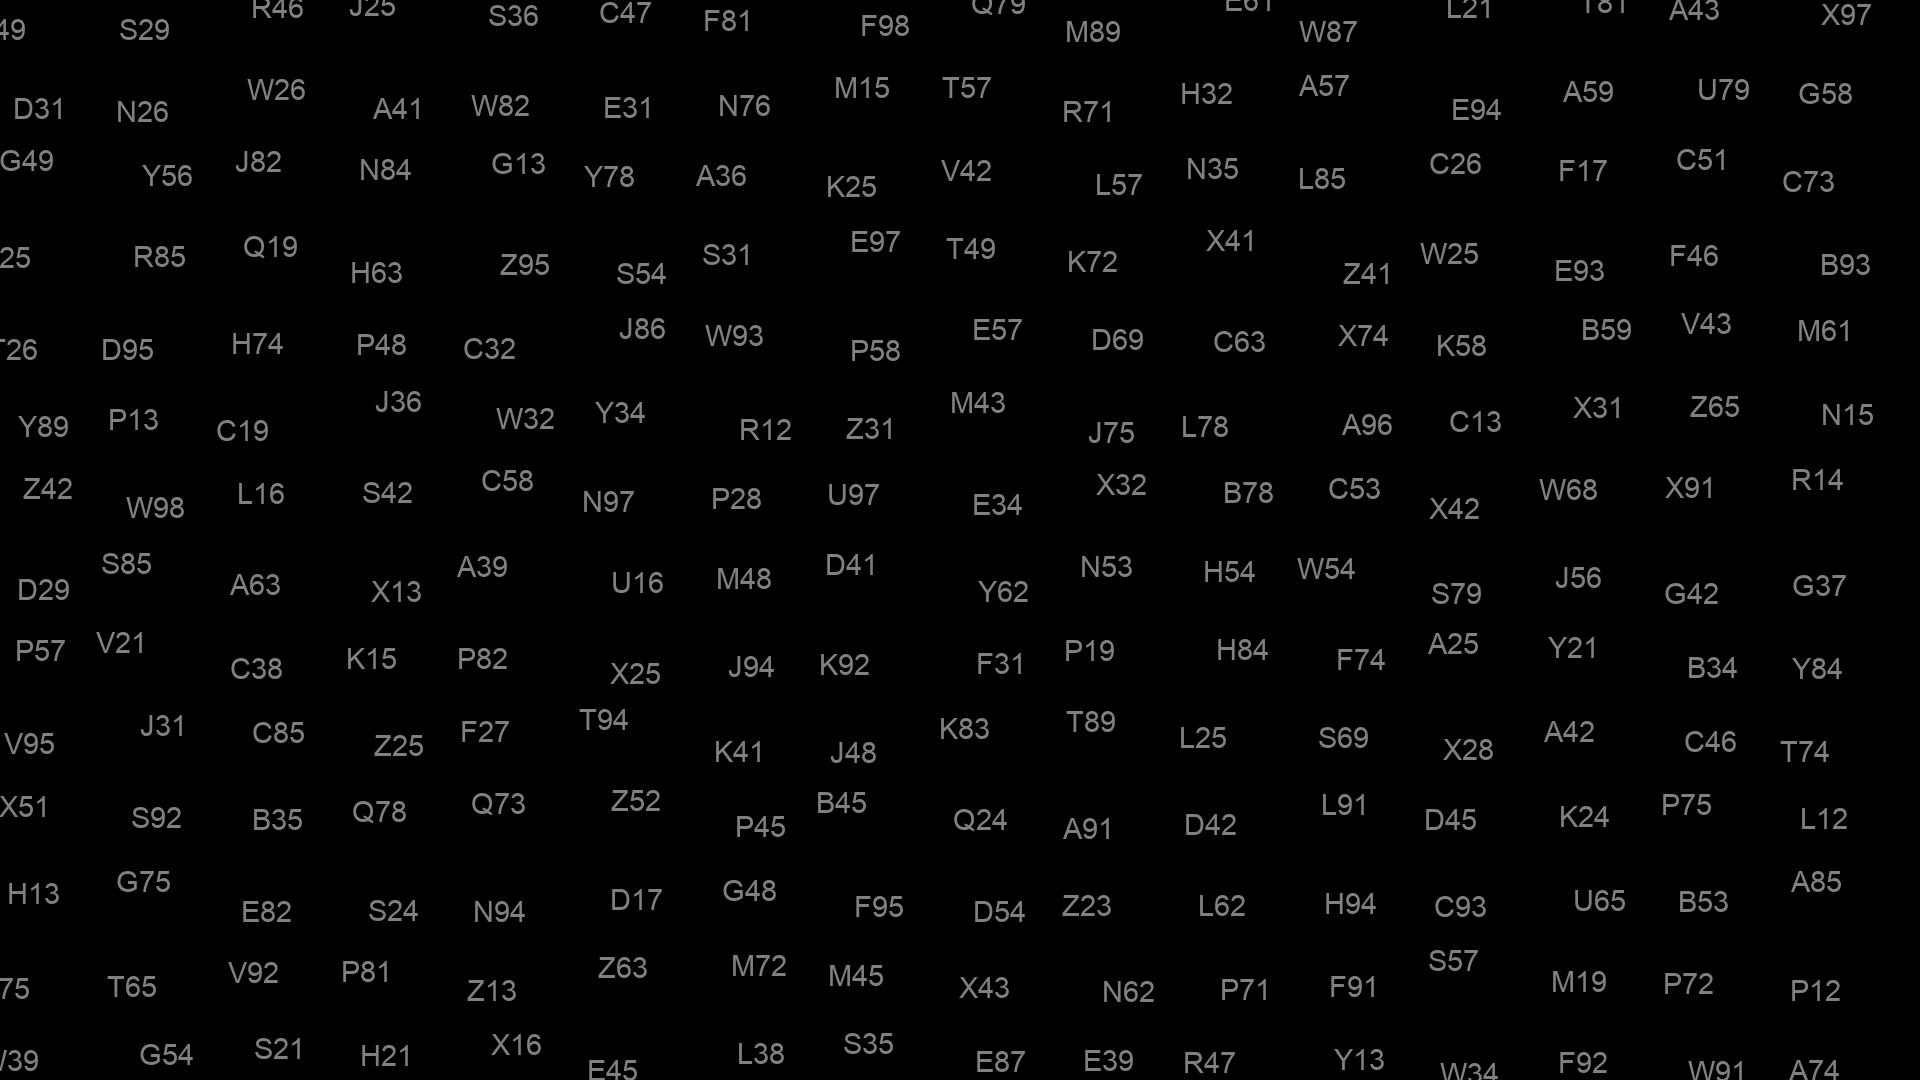 S29 R46 J25 S36 C47 F81 F98 Q79 M89 E61 W87 L21 T81 A43 X97
D31 N26 W26 A41 W82 E31 N76 M15 T57 R71 H32 A57 E94 A59 U79 G58
G49 Y56 J82 N84 G13 Y78 A36 K25 V42 L57 N35 L85 C26 F17 C51 C73
25 R85 Q19 H63 Z95 S54 S31 E97 T49 K72 X41 Z41 W25 E93 F46 B93
T26 D95 H74 P48 C32 J86 W93 P58 E57 D69 C63 X74 K58 B59 V43 M61
Y89 P13 C19 J36 W32 Y34 R12 Z31 M43 J75 L78 A96 C13 X31 Z65 N15
Z42 W98 L16 S42 C58 N97 P28 U97 E34 X32 B78 C53 X42 W68 X91 R14
D29 S85 A63 X13 A39 U16 M48 D41 Y62 N53 H54 W54 S79 J56 G42 G37
P57 V21 C38 K15 P82 X25 J94 K92 F31 P19 H84 F74 A25 Y21 B34 Y84
V95 J31 C85 Z25 F27 T94 K41 J48 K83 T89 L25 S69 X28 A42 C46 T74
X51 S92 B35 Q78 Q73 Z52 P45 B45 Q24 A91 D42 L91 D45 K24 P75 L12
H13 G75 E82 S24 N94 D17 G48 F95 D54 Z23 L62 H94 C93 U65 B53 A85
75 T65 V92 P81 Z13 Z63 M72 M45 X43 N62 P71 F91 S57 M19 P72 P12
G54 S21 H21 X16 E45 L38 S35 E87 E39 R47 Y13 W34 F92 W91 A74